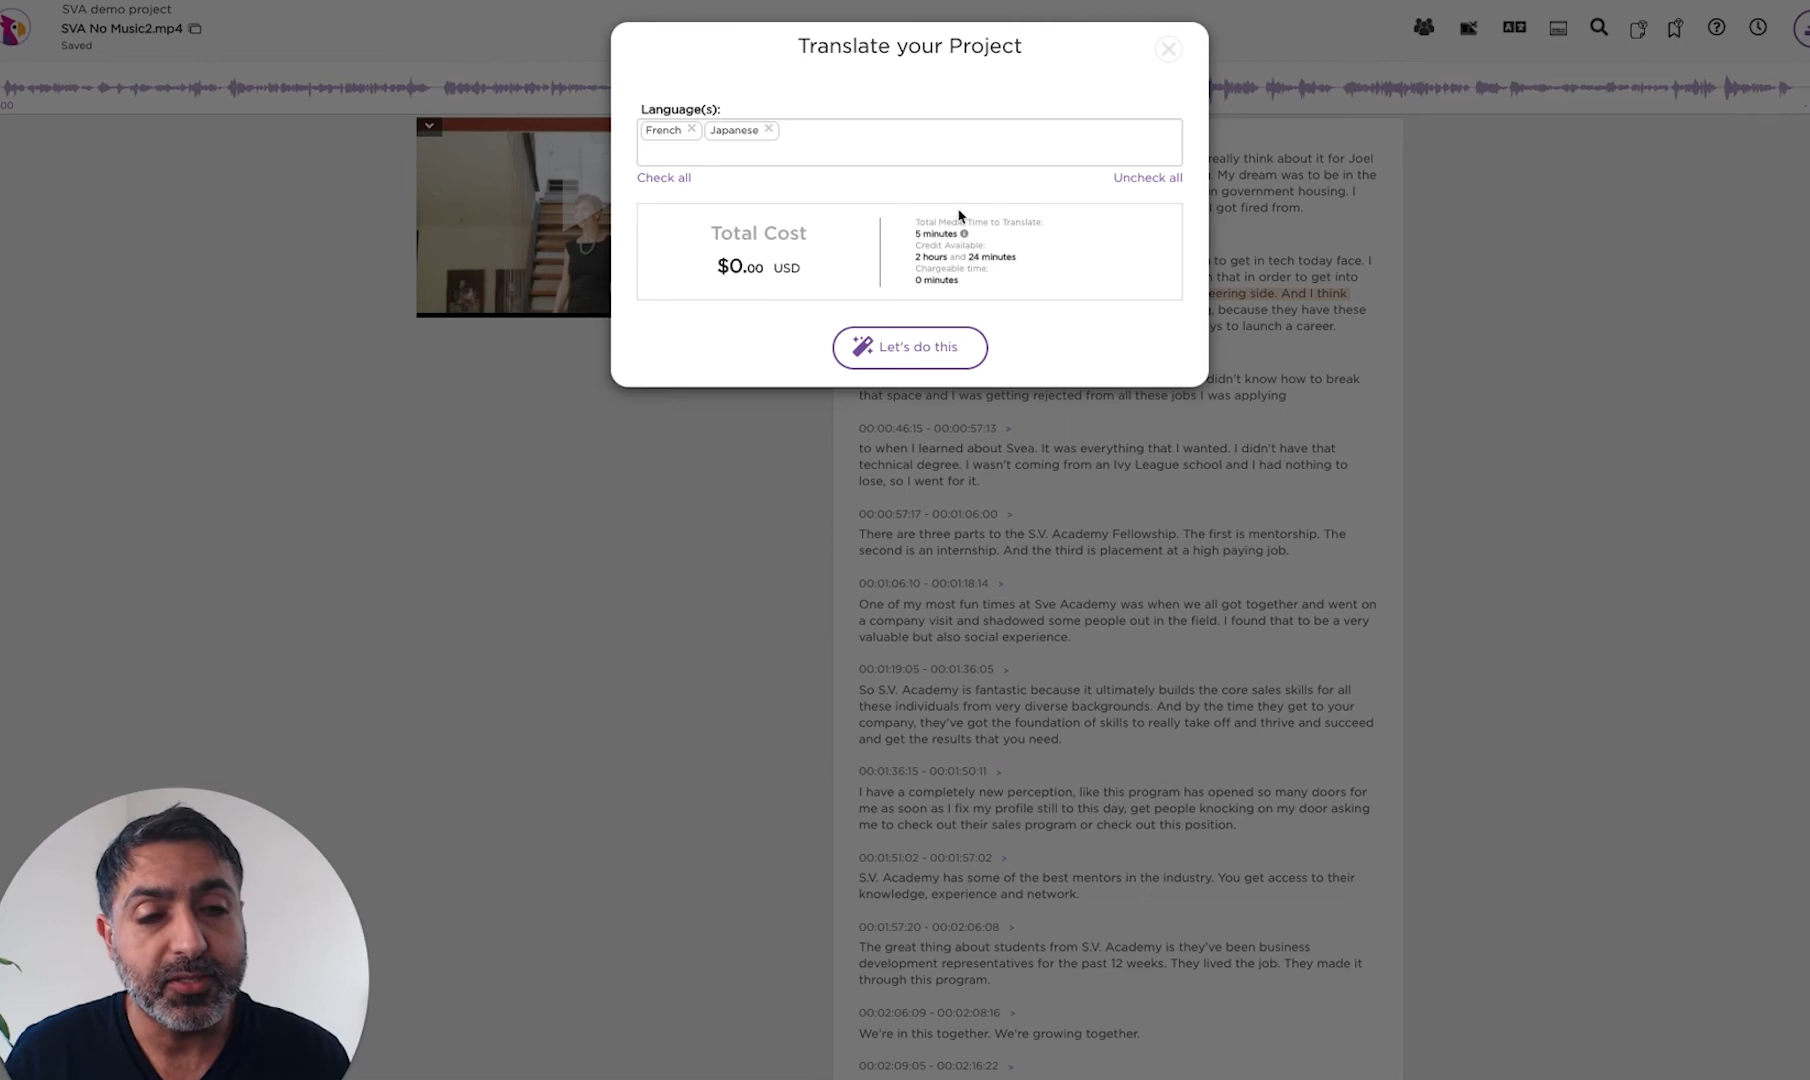 SVA demo project
SVA No Music2.mp4
Saved
00
Translate your Project
Language(s):
French
Japanese
Check all
Uncheck all
Total Cost
$0.00 USD
Total Media Time to Translate:
5 minutes
Credit Available:
2 hours and 24 minutes
Chargeable time:
0 minutes
Let's do this
really think about it for Joel
. My dream was to be in the
in government housing. I
I got fired from.
to get in tech today face. I
that in order to get into
eering side. And I think
, because they have these
ys to launch a career.
didn't know how to break
that space and I was getting rejected from all these jobs I was applying
00:00:46:15 - 00:00:57:13 >
to when I learned about Svea. It was everything that I wanted. I didn't have that
technical degree. I wasn't coming from an Ivy League school and I had nothing to
lose, so I went for it.
00:00:57:17 - 00:01:06:00 >
There are three parts to the S.V. Academy Fellowship. The first is mentorship. The
second is an internship. And the third is placement at a high paying job.
00:01:06:10 - 00:01:18:14 >
One of my most fun times at Sve Academy was when we all got together and went on
a company visit and shadowed some people out in the field. I found that to be a very
valuable but also social experience.
00:01:19:05 - 00:01:36:05 >
So S.V. Academy is fantastic because it ultimately builds the core sales skills for all
these individuals from very diverse backgrounds. And by the time they get to your
company, they've got the foundation of skills to really take off and thrive and succeed
and get the results that you need.
00:01:36:15 - 00:01:50:11 >
I have a completely new perception, like this program has opened so many doors for
me as soon as I fix my profile still to this day, get people knocking on my door asking
me to check out their sales program or check out this position.
00:01:51:02 - 00:01:57:02 >
S.V. Academy has some of the best mentors in the industry. You get access to their
knowledge, experience and network.
00:01:57:20 - 00:02:06:08 >
The great thing about students from S.V. Academy is they've been business
development representatives for the past 12 weeks. They lived the job. They made it
through this program.
00:02:06:09 - 00:02:08:16 >
We're in this together. We're growing together.
00:02:09:05 - 00:02:16:22 >